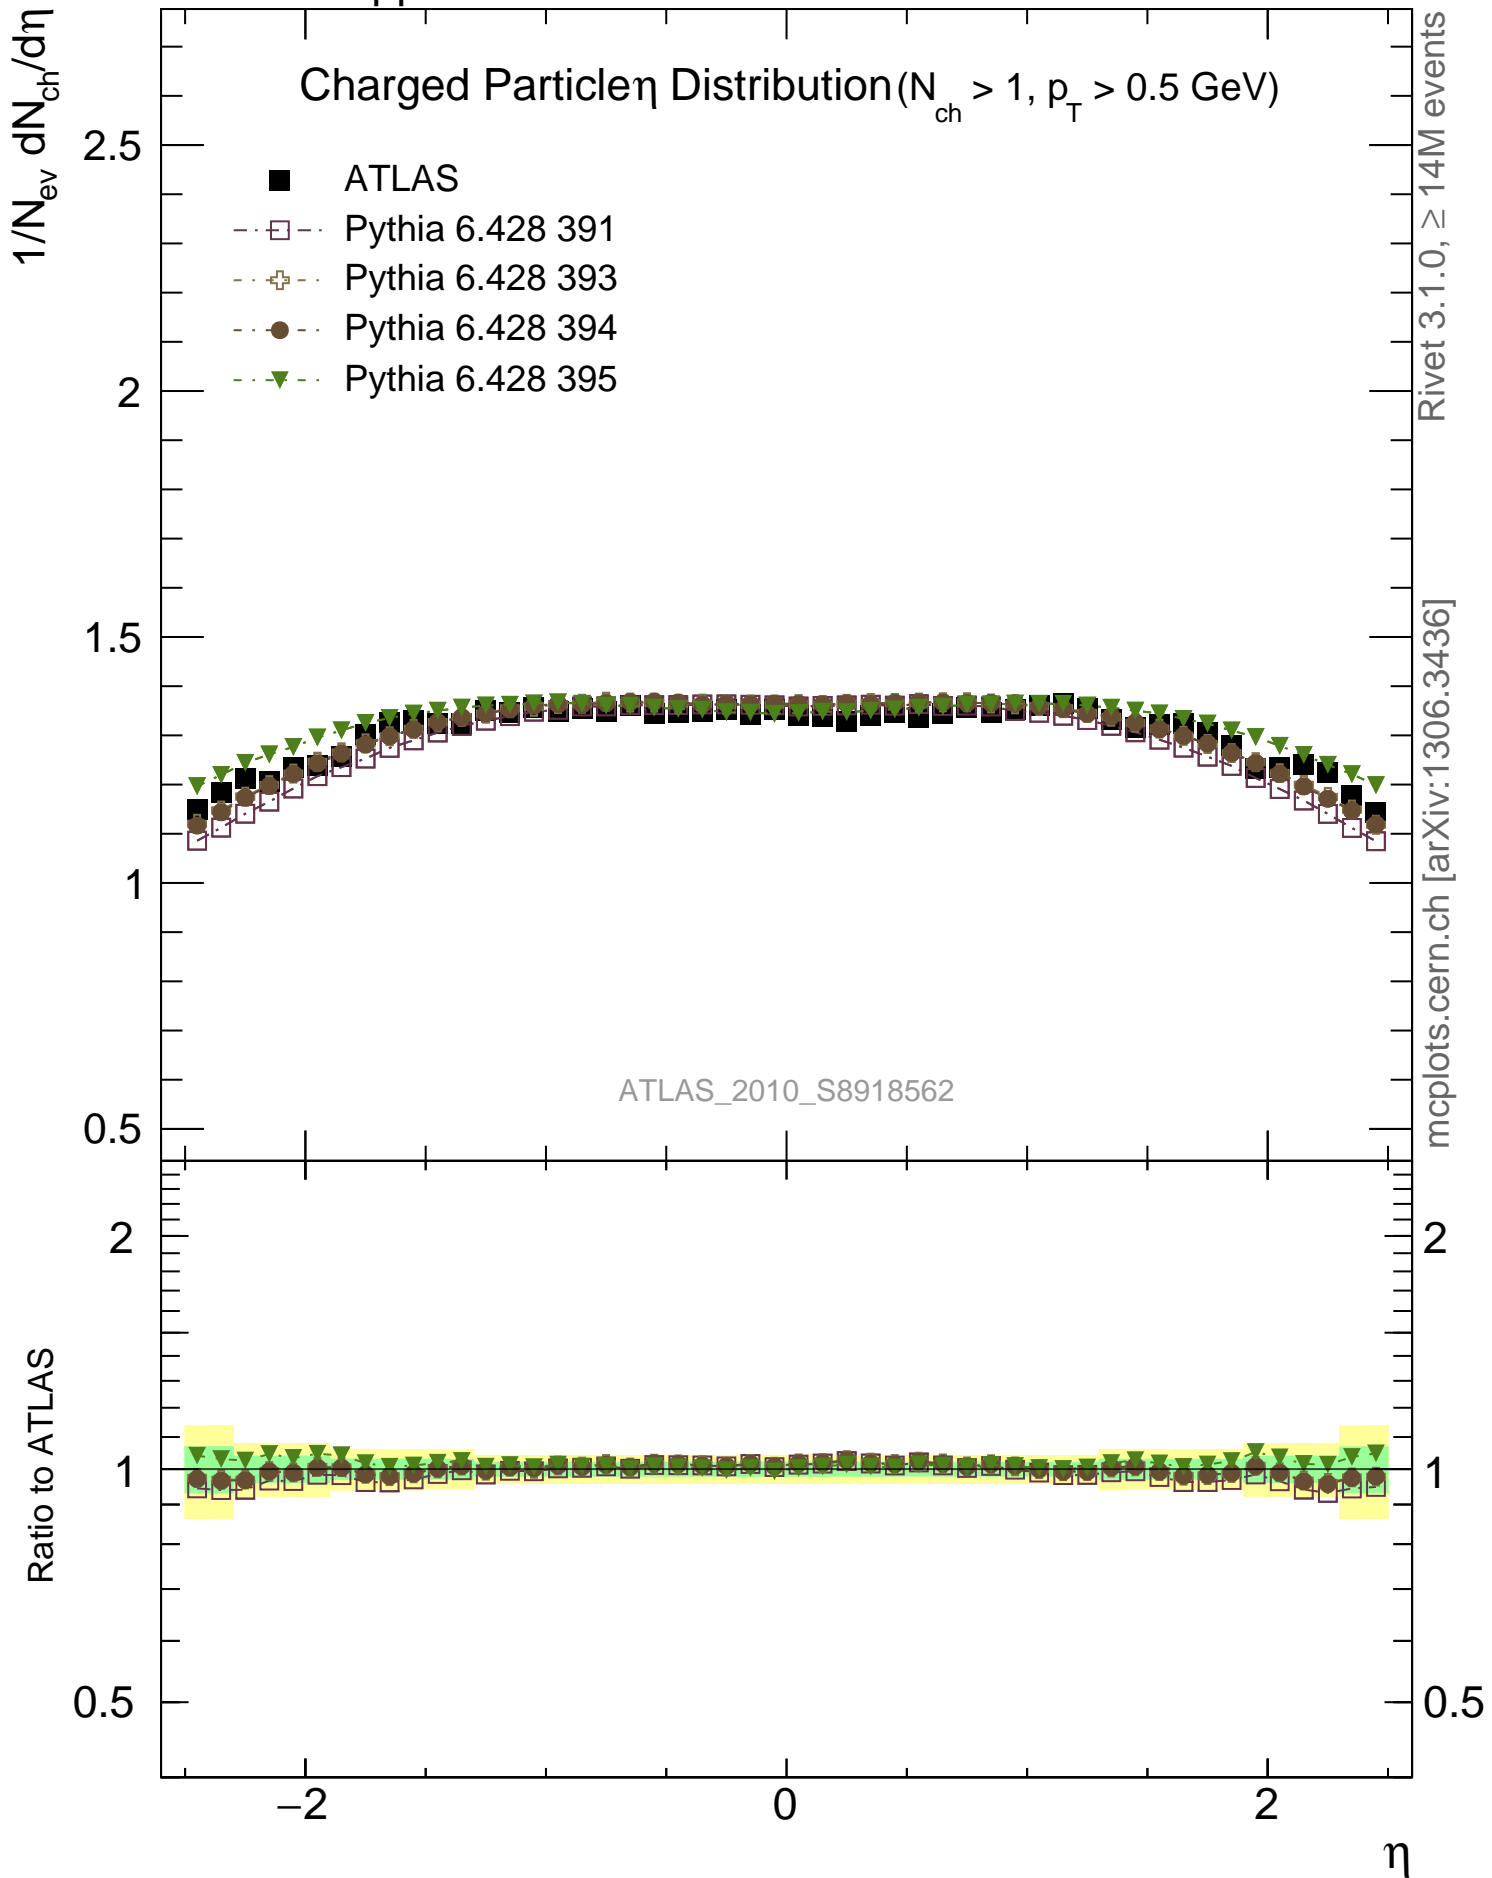 1/N_ev dN_ch/dη
Charged Particleη Distribution (N_ch > 1, p_T > 0.5 GeV)
ATLAS
Pythia 6.428 391
Pythia 6.428 393
Pythia 6.428 394
Pythia 6.428 395
2.5
2
1.5
1
0.5
ATLAS_2010_S8918562
Rivet 3.1.0, ≥ 14M events
mcplots.cern.ch [arXiv:1306.3436]
Ratio to ATLAS
2
1
0.5
2
1
0.5
−2
0
2
η